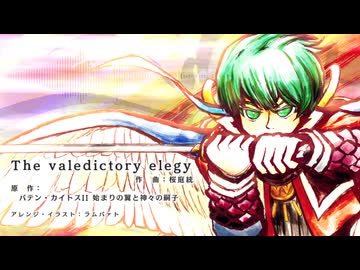 The valedictory elegy
作　曲：桜庭統
原　作：
バテン・カイトスII 始まりの翼と神々の嗣子
アレンジ・イラスト：ラムバァト